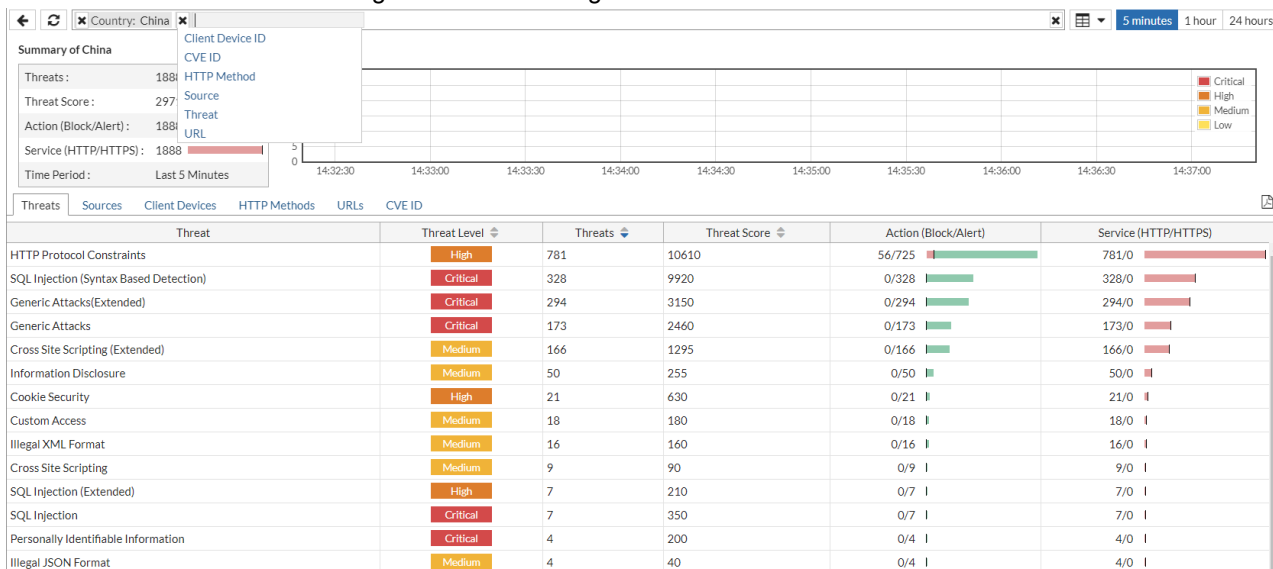 Country: China
5 minutes 1 hour 24 hours
Client Device ID
CVE ID
HTTP Method
Source
Threat
URL
Summary of China
Threats :
Threat Score :
Action (Block/Alert) :
Service (HTTP/HTTPS) : 1888
Time Period : Last 5 Minutes
Critical
High
Medium
Low
5
0
14:32:30 14:33:00 14:33:30 14:34:00 14:34:30 14:35:00 14:35:30 14:36:00 14:36:30 14:37:00
Threats Sources Client Devices HTTP Methods URLs CVE ID
Threat Threat Level Threats Threat Score Action (Block/Alert) Service (HTTP/HTTPS)
HTTP Protocol Constraints High 781 10610 56/725 781/0
SQL Injection (Syntax Based Detection) Critical 328 9920 0/328 328/0
Generic Attacks(Extended) Critical 294 3150 0/294 294/0
Generic Attacks Critical 173 2460 0/173 173/0
Cross Site Scripting (Extended) Medium 166 1295 0/166 166/0
Information Disclosure Medium 50 255 0/50 50/0
Cookie Security High 21 630 0/21 21/0
Custom Access Medium 18 180 0/18 18/0
Illegal XML Format Medium 16 160 0/16 16/0
Cross Site Scripting Medium 9 90 0/9 9/0
SQL Injection (Extended) High 7 210 0/7 7/0
SQL Injection Critical 7 350 0/7 7/0
Personally Identifiable Information Critical 4 200 0/4 4/0
Illegal JSON Format Medium 4 40 0/4 4/0